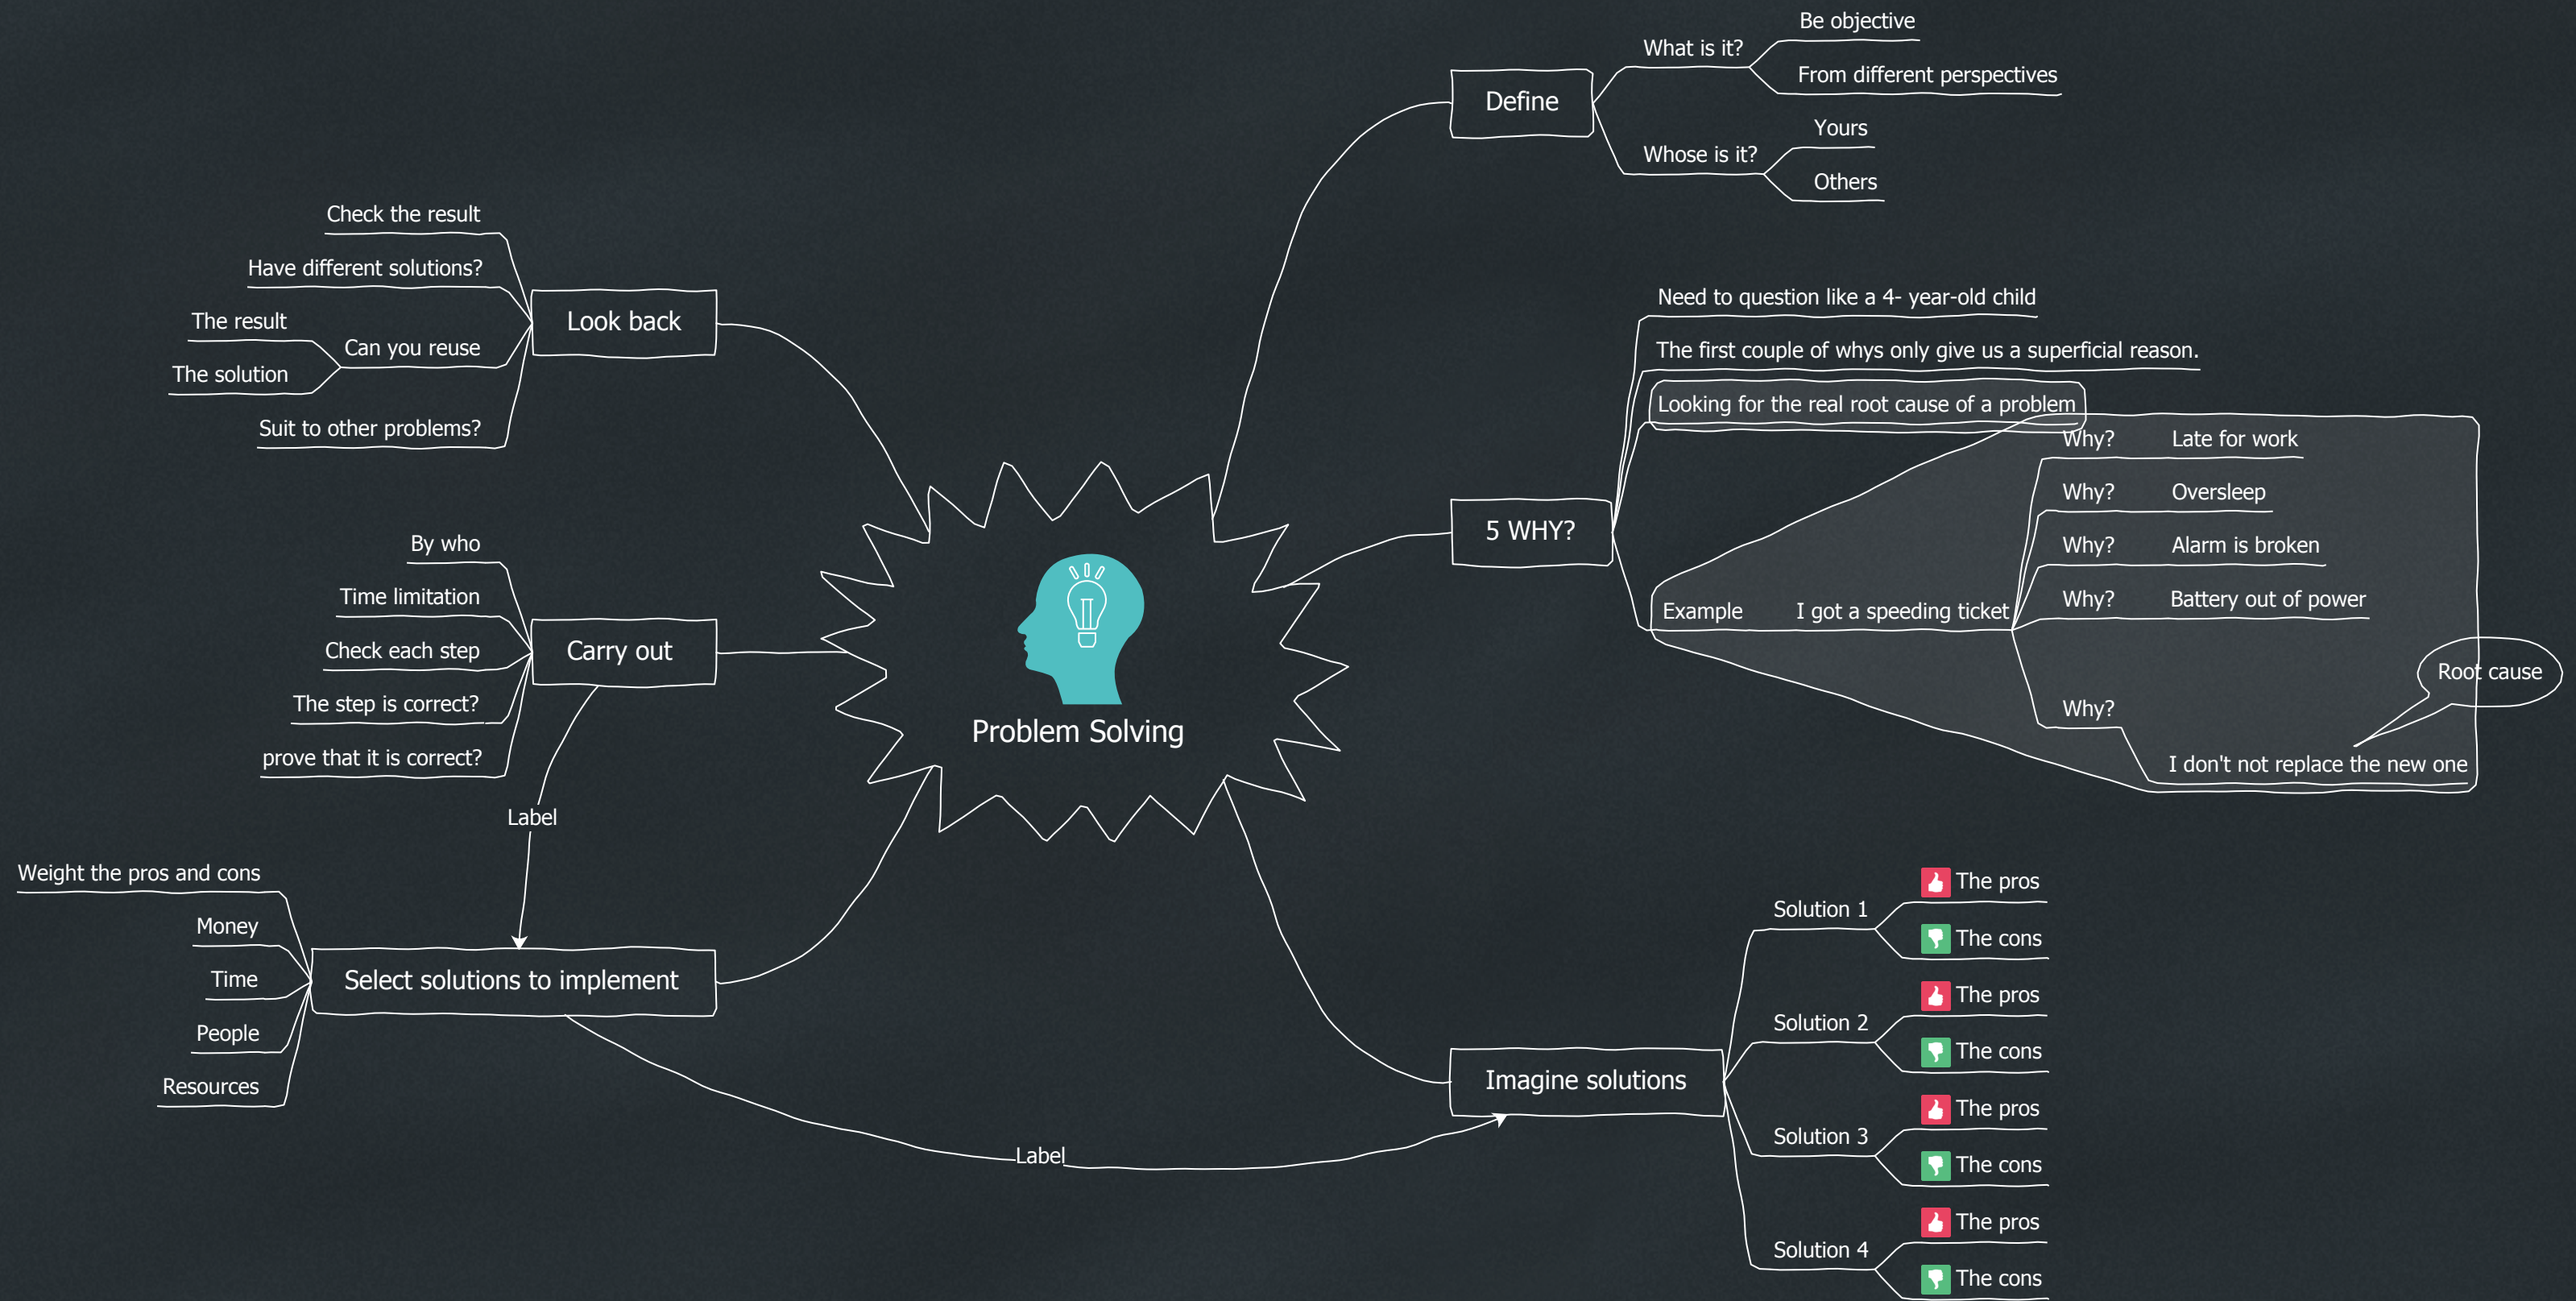 Problem Solving
Define
What is it?
Be objective
From different perspectives
Whose is it?
Yours
Others
5 WHY?
Need to question like a 4- year-old child
The first couple of whys only give us a superficial reason.
Looking for the real root cause of a problem
Example I got a speeding ticket
Why? Late for work
Why? Oversleep
Why? Alarm is broken
Why? Battery out of power
Why?
I don't not replace the new one
Root cause
Imagine solutions
Solution 1
The pros
The cons
Solution 2
The pros
The cons
Solution 3
The pros
The cons
Solution 4
The pros
The cons
Look back
Check the result
Have different solutions?
Can you reuse
The result
The solution
Suit to other problems?
Carry out
By who
Time limitation
Check each step
The step is correct?
prove that it is correct?
Label
Select solutions to implement
Weight the pros and cons
Money
Time
People
Resources
Label